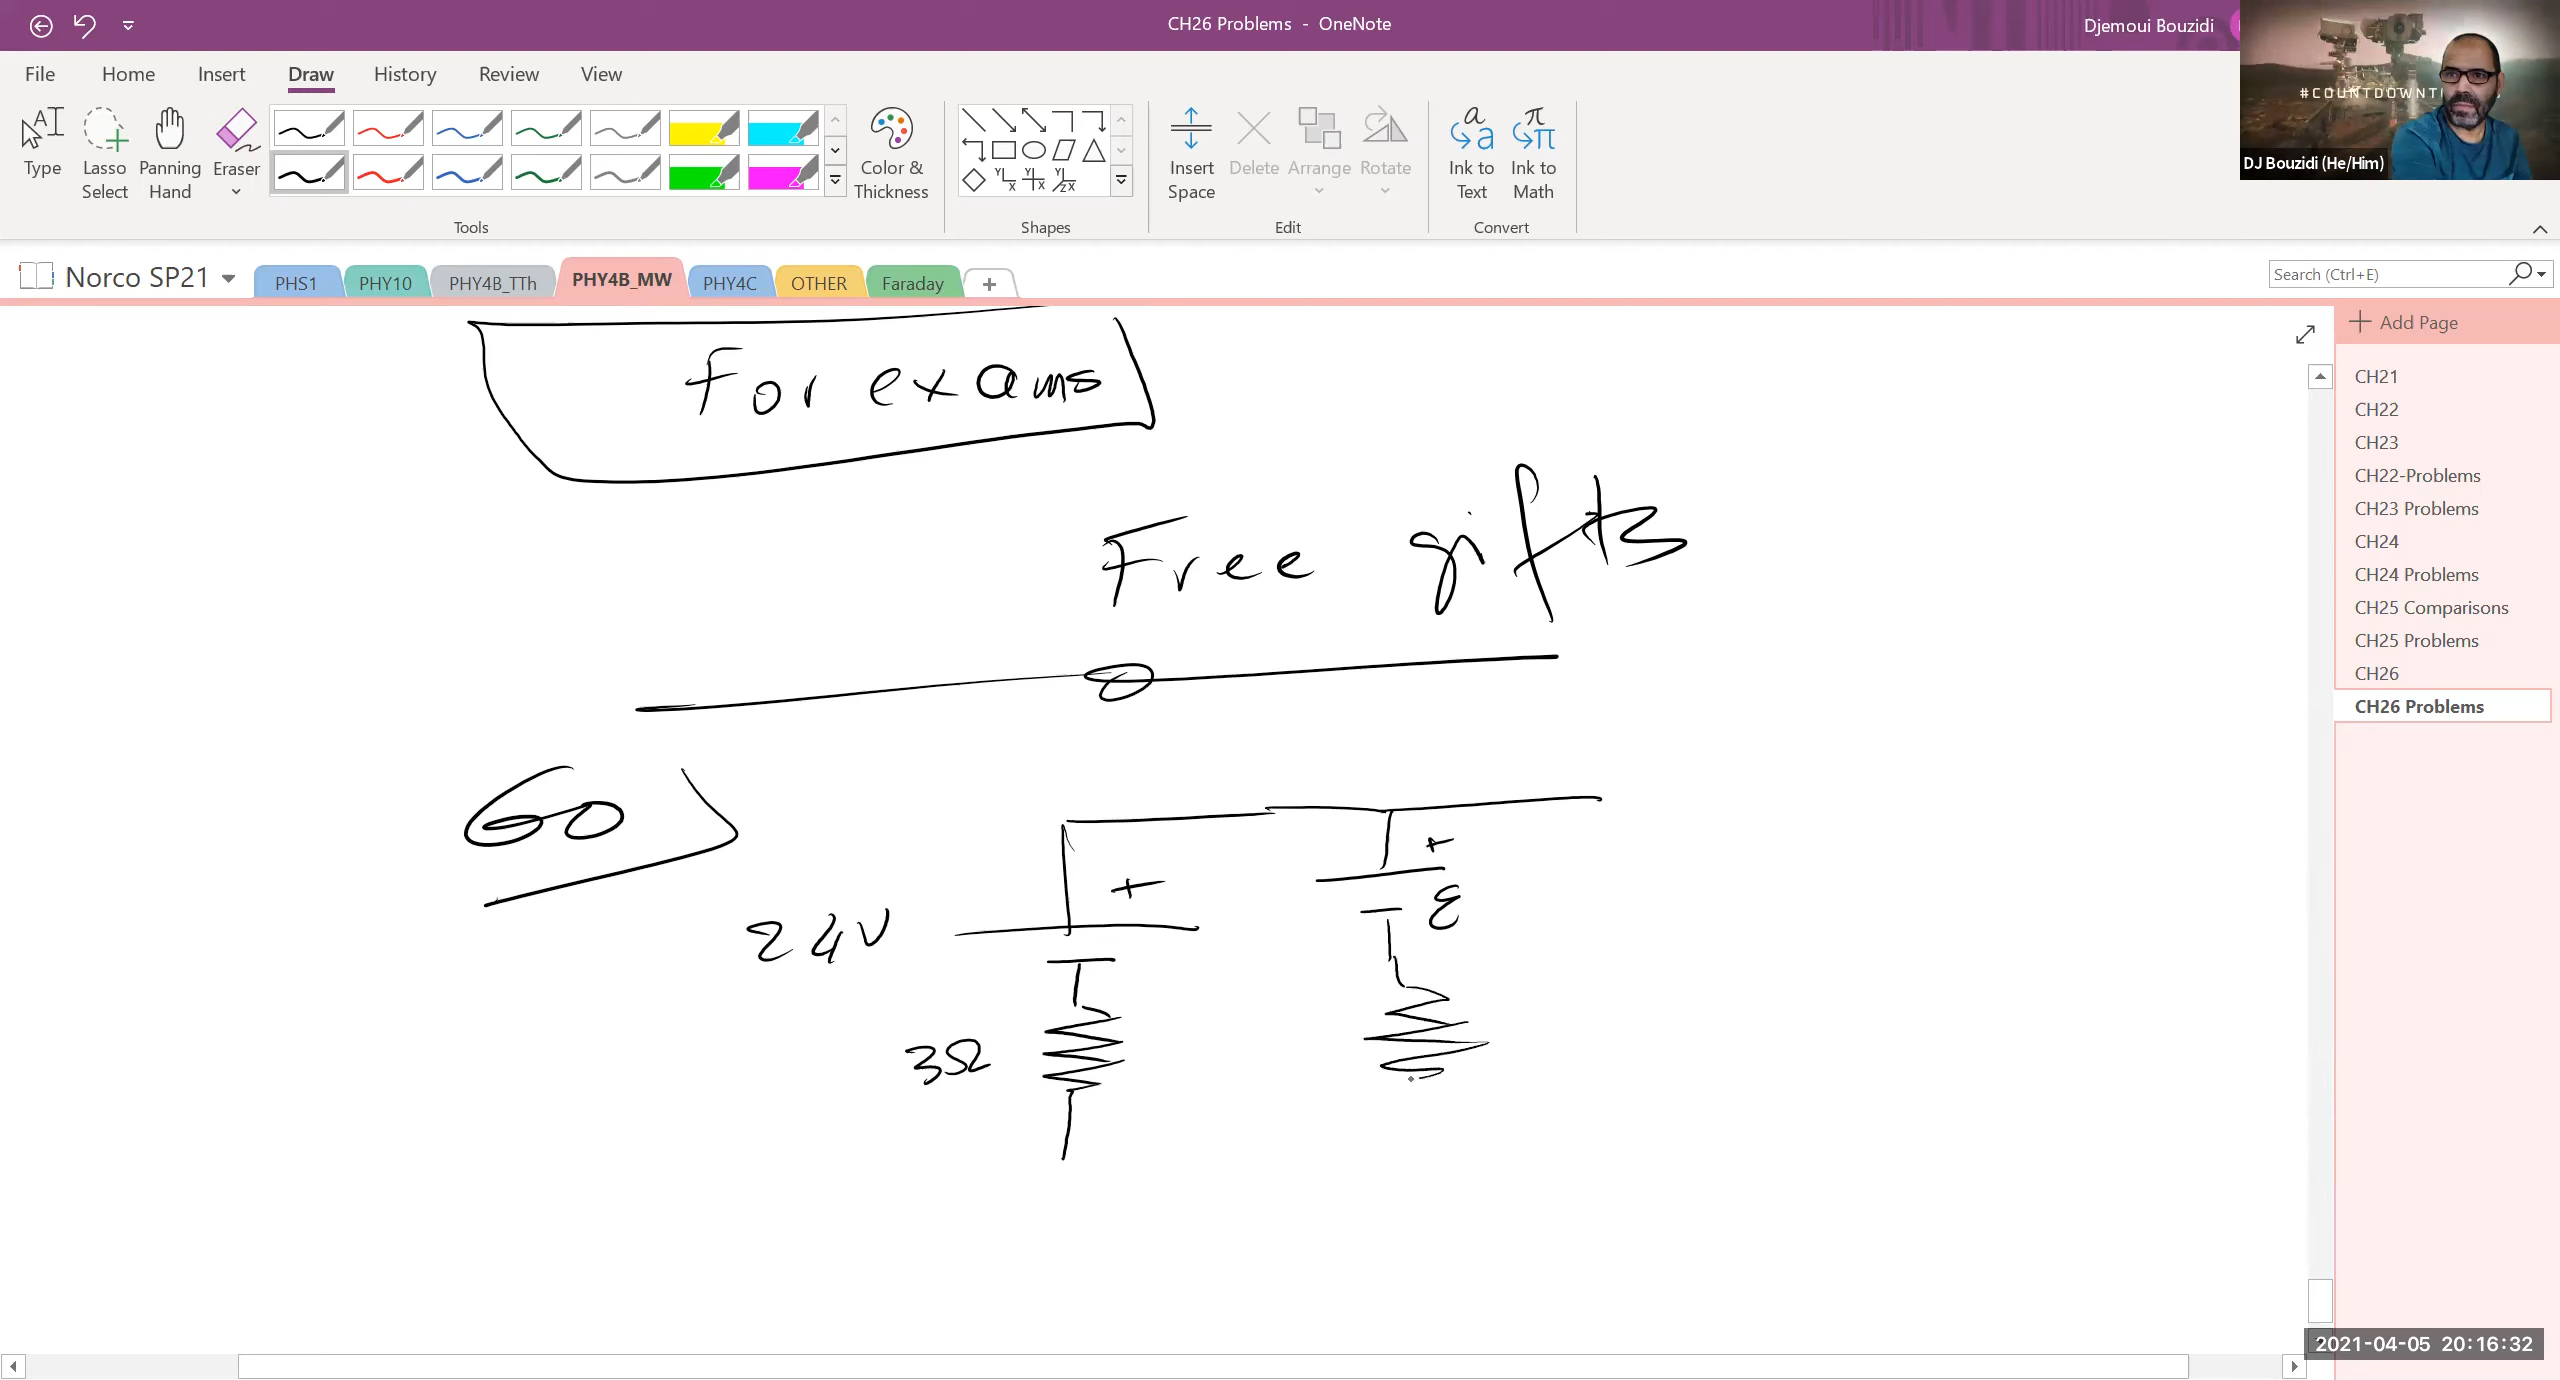 CH26 Problems - OneNote
Djemoui Bouzidi
File Home Insert Draw History Review View
#COUNTDOWNT
DJ Bouzidi (He/Him)
Type
Lasso Select
Panning Hand
Eraser
Color & Thickness
Insert Space
Delete
Arrange
Rotate
Ink to Text
Ink to Math
Tools
Shapes
Edit
Convert
Norco SP21
PHS1 PHY10 PHY4B_TTh PHY4B_MW PHY4C OTHER Faraday
Search (Ctrl+E)
Add Page
CH21
CH22
CH23
CH22-Problems
CH23 Problems
CH24
CH24 Problems
CH25 Comparisons
CH25 Problems
CH26
CH26 Problems
For exams
Free gifts
60)
+
+
24V
ε
3Ω
2021-04-05 20:16:32